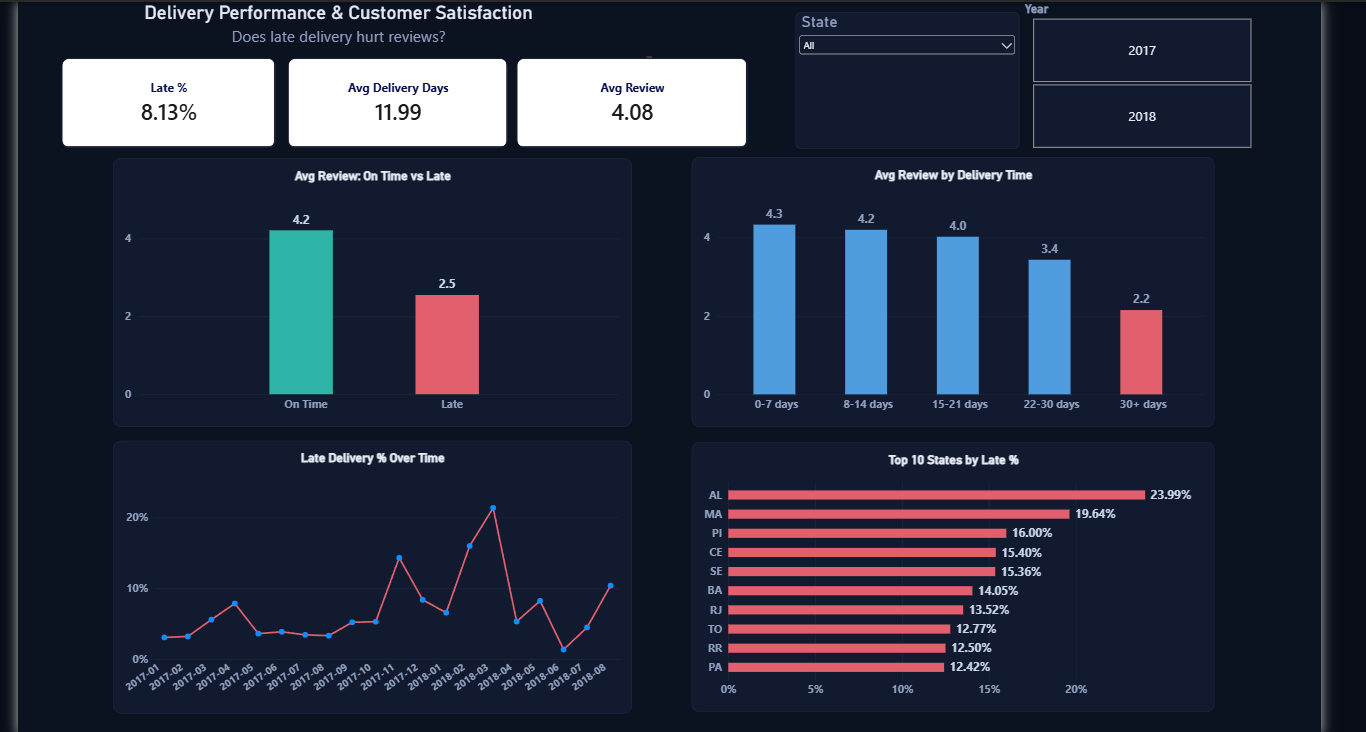 Delivery Performance & Customer Satisfaction
Does late delivery hurt reviews?
State
All
Year
2017
2018
Late %
8.13%
Avg Delivery Days
11.99
Avg Review
4.08
Avg Review: On Time vs Late
4.2
2.5
4
2
0
On Time
Late
Avg Review by Delivery Time
4.3
4.2
4.0
3.4
2.2
4
2
0
0-7 days
8-14 days
15-21 days
22-30 days
30+ days
Late Delivery % Over Time
20%
10%
0%
2017-01
2017-02
2017-03
2017-04
2017-05
2017-06
2017-07
2017-08
2017-09
2017-10
2017-11
2017-12
2018-01
2018-02
2018-03
2018-04
2018-05
2018-06
2018-07
2018-08
Top 10 States by Late %
AL 23.99%
MA 19.64%
PI 16.00%
CE 15.40%
SE 15.36%
BA 14.05%
RJ 13.52%
TO 12.77%
RR 12.50%
PA 12.42%
0% 5% 10% 15% 20%